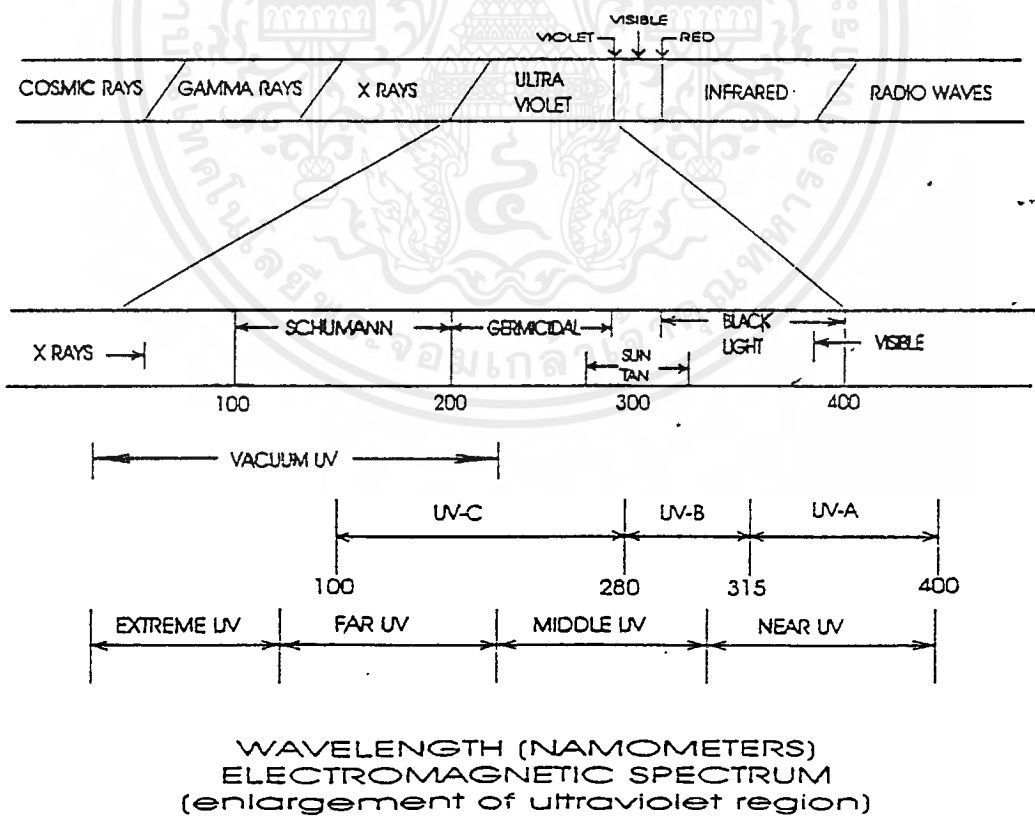 VISIBLE
VIOLET RED
COSMIC RAYS GAMMA RAYS X RAYS ULTRA VIOLET INFRARED RADIO WAVES
SCHUMANN GERMICIDAL BLACK LIGHT
X RAYS SUN TAN VISIBLE
100 200 300 400
VACUUM UV
UV-C UV-B UV-A
100 280 315 400
EXTREME UV FAR UV MIDDLE UV NEAR UV
WAVELENGTH (NAMOMETERS)
ELECTROMAGNETIC SPECTRUM
(enlargement of ultraviolet region)